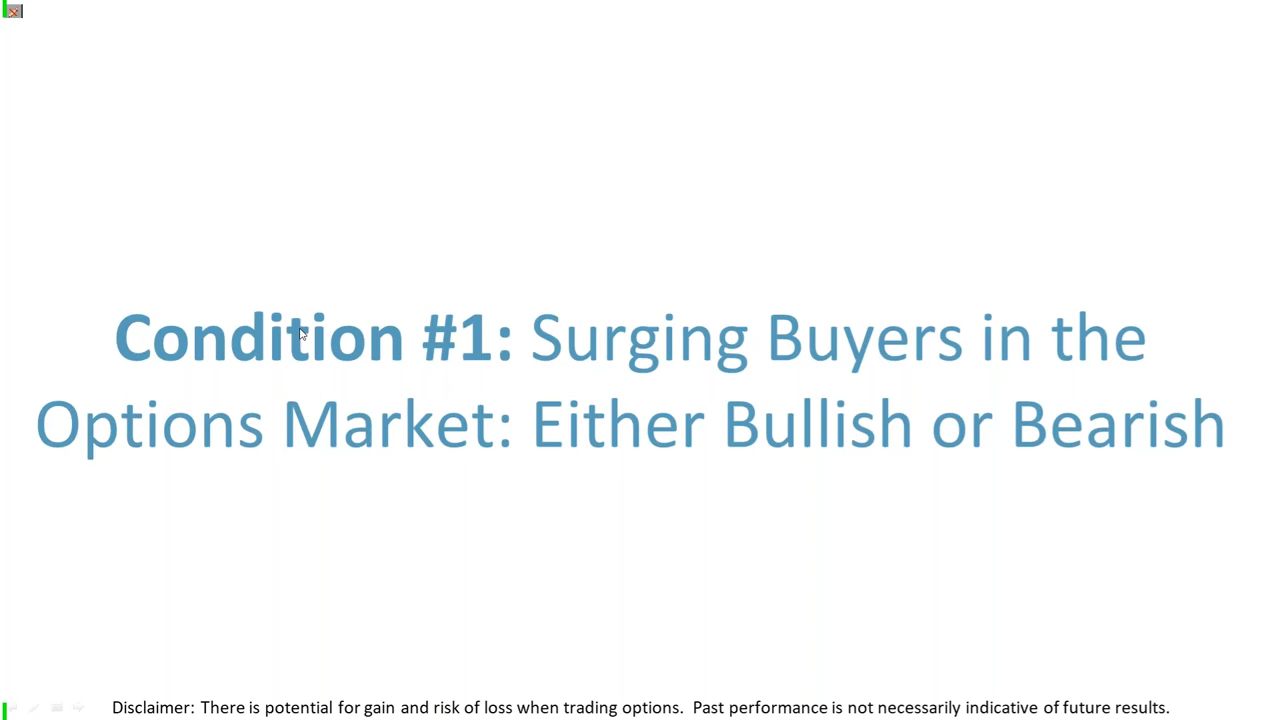 Condition #1: Surging Buyers in the
Options Market: Either Bullish or Bearish
Disclaimer: There is potential for gain and risk of loss when trading options.  Past performance is not necessarily indicative of future results.